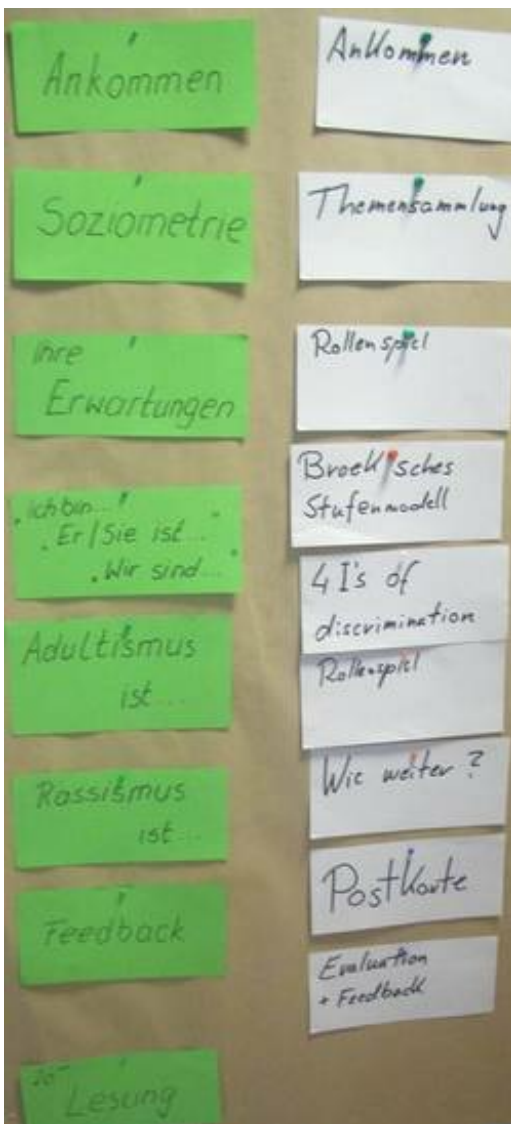 Ankommen
Soziometrie
Ihre
Erwartungen
Ich bin...
Er/Sie ist...
Wir sind...
Adultismus
ist...
Rassismus
ist...
Feedback
Lesung
Ankommen
Themensammlung
Rollenspiel
Broek'sches
Stufenmodell
4 I's of
discrimination
Rollenspiel
Wie weiter?
Postkarte
Evaluation
+ Feedback